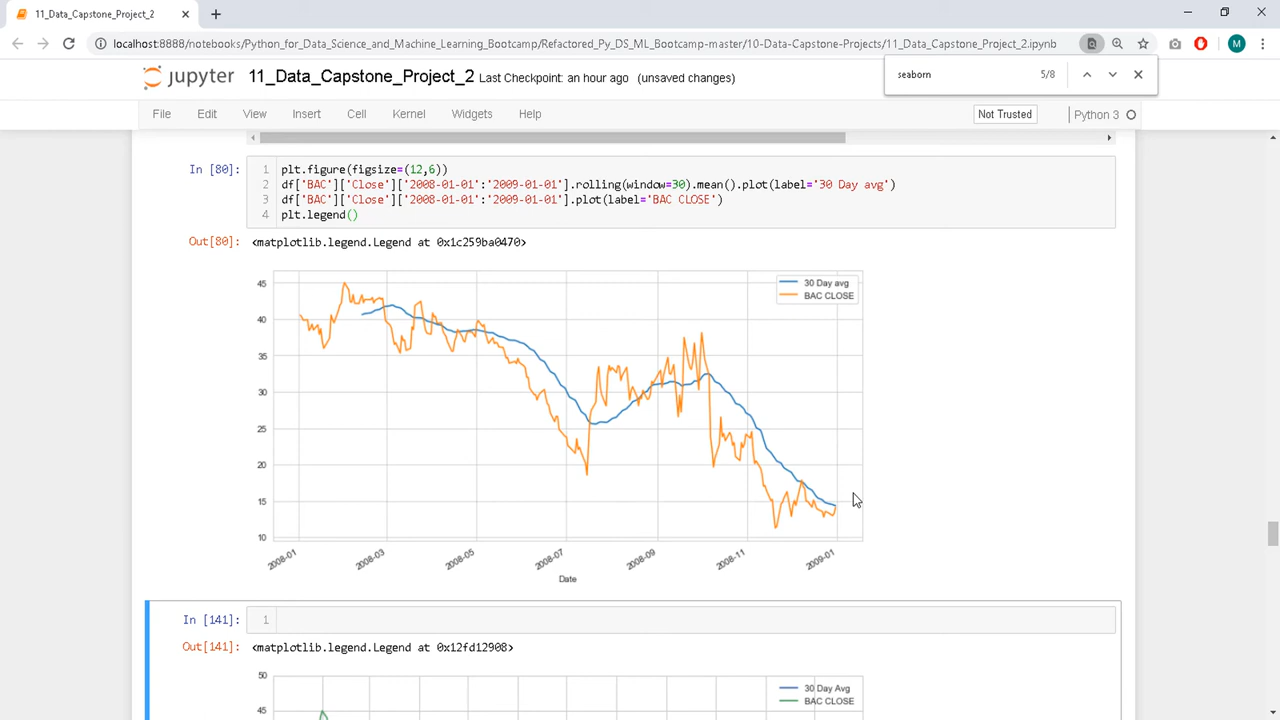 11_Data_Capstone_Project_2
localhost:8888/notebooks/Python_for_Data_Science_and_Machine_Learning_Bootcamp/Refactored_Py_DS_ML_Bootcamp-master/10-Data-Capstone-Projects/11_Data_Capstone_Project_2.ipynb
M
seaborn 5/8
jupyter 11_Data_Capstone_Project_2 Last Checkpoint: an hour ago (unsaved changes)
File Edit View Insert Cell Kernel Widgets Help Not Trusted Python 3
In [80]:
1 plt.figure(figsize=(12,6))
2 df['BAC']['Close']['2008-01-01':'2009-01-01'].rolling(window=30).mean().plot(label='30 Day avg')
3 df['BAC']['Close']['2008-01-01':'2009-01-01'].plot(label='BAC CLOSE')
4 plt.legend()
Out[80]: <matplotlib.legend.Legend at 0x1c259ba0470>
30 Day avg
BAC CLOSE
45
40
35
30
25
20
15
10
2008-01 2008-03 2008-05 2008-07 2008-09 2008-11 2009-01
Date
In [141]: 1
Out[141]: <matplotlib.legend.Legend at 0x12fd12908>
50
30 Day Avg
BAC CLOSE
45